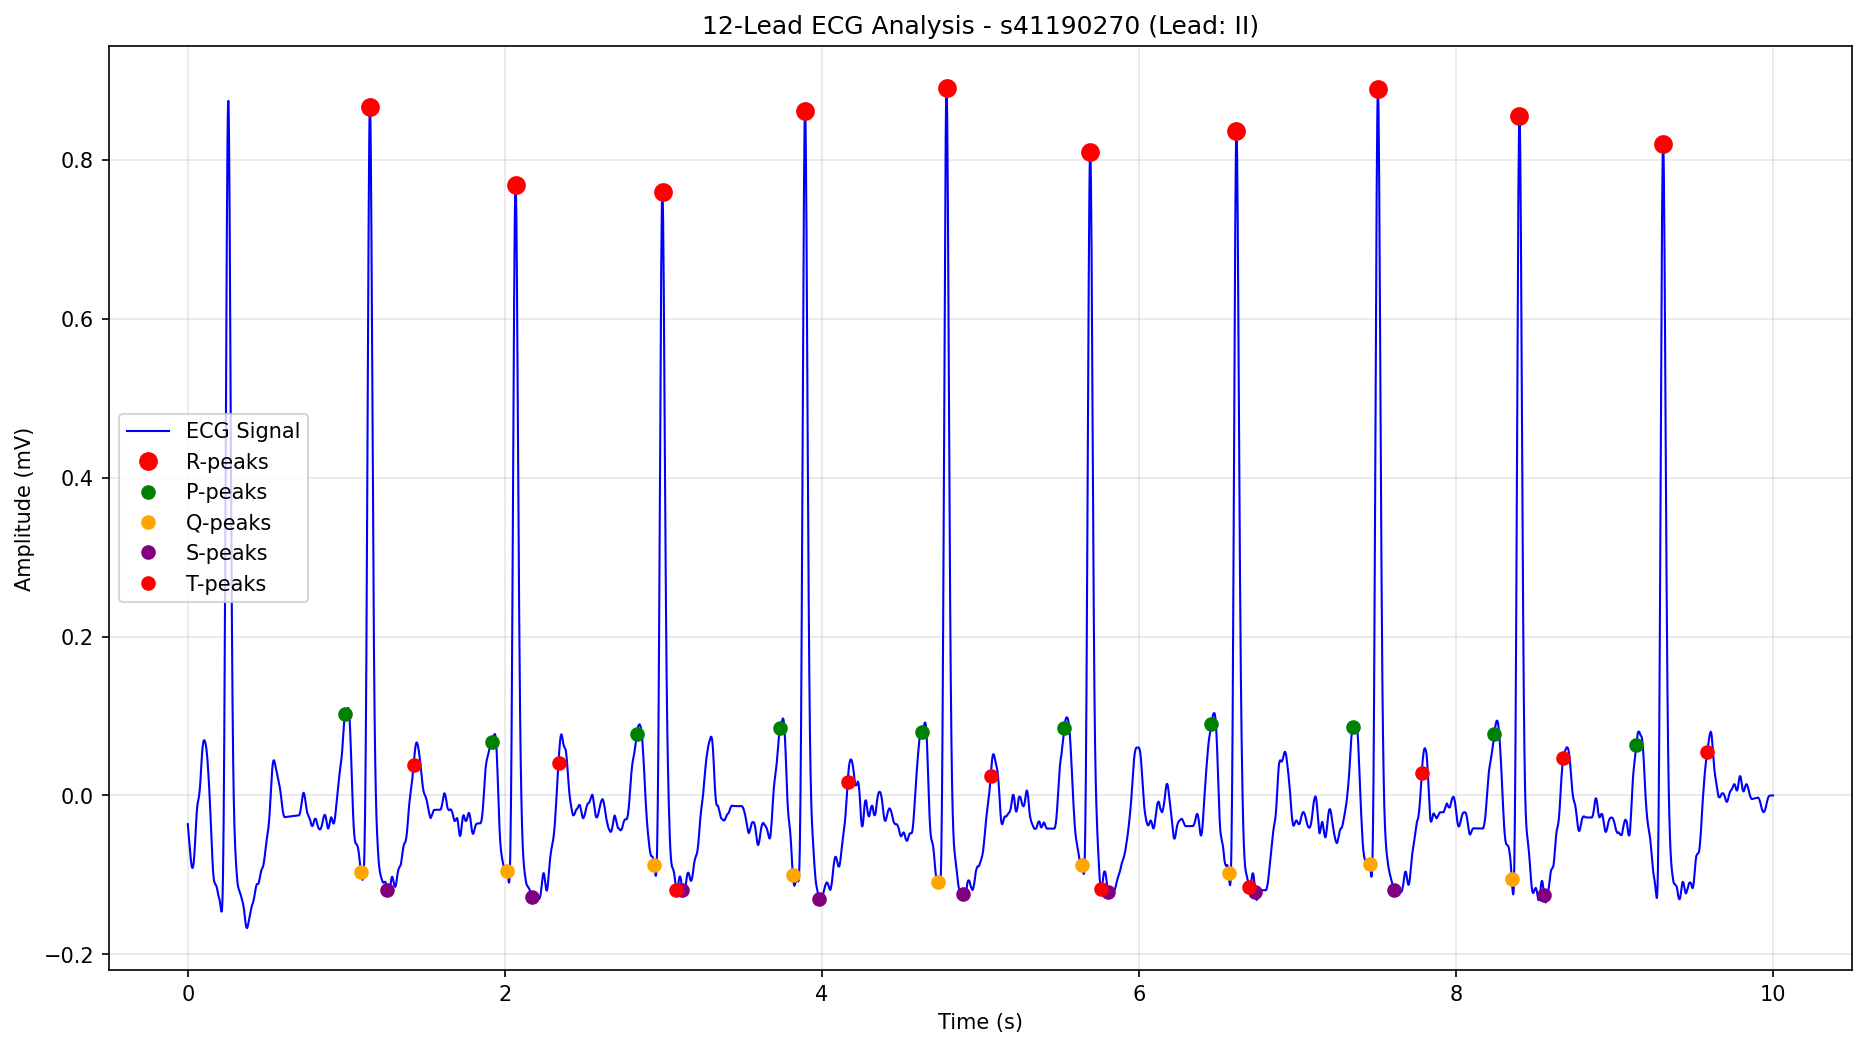 12-Lead ECG Analysis - s41190270 (Lead: II)
Amplitude (mV)
0.8
0.6
0.4
0.2
0.0
−0.2
ECG Signal
R-peaks
P-peaks
Q-peaks
S-peaks
T-peaks
0 2 4 6 8 10
Time (s)